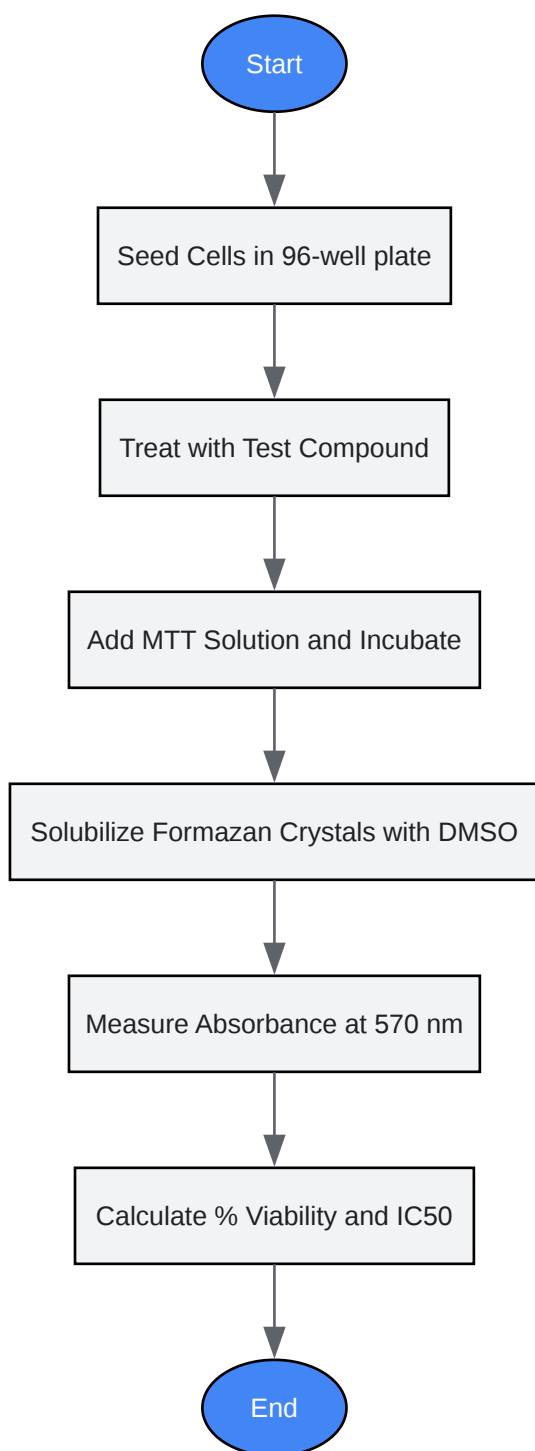 Start
Seed Cells in 96-well plate
Treat with Test Compound
Add MTT Solution and Incubate
Solubilize Formazan Crystals with DMSO
Measure Absorbance at 570 nm
Calculate % Viability and IC50
End